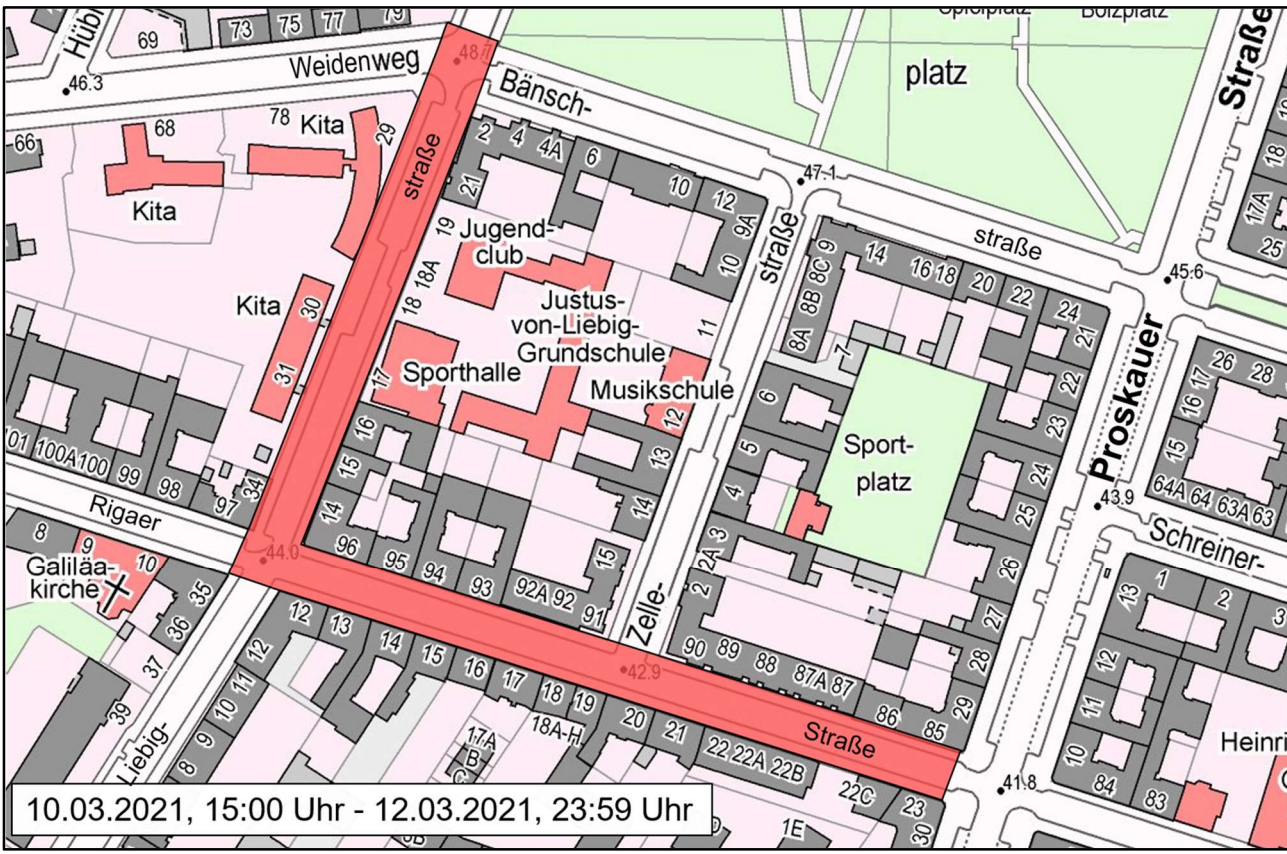 Hübn
69
73
75
77
79
Spielplatz
Bolzplatz
46.3
Weidenweg
48.7
Bänsch-
platz
Straße
66
68
78
Kita
29
straße
2
4
4A
6
10
12
9A
10
47.1
18
17A
25
Kita
21
19
Jugend-
club
18A
18
straße
9
8C
8B
8A
14
16
18
20
22
24
21
straße
45.6
Kita
30
31
Justus-
von-Liebig-
Grundschule
11
7
Sporthalle
17
Musikschule
12
6
22
23
Proskauer
26
28
17
16
15
101
100A
100
99
98
97
34
16
15
14
13
14
5
4
Sport-
platz
24
25
43.9
64A
64
63A
63
Rigaer
8
9
10
Galiläa-
kirche
35
36
37
39
44.0
96
95
94
93
92A
92
91
15
3
2A
2
Zelle-
26
27
28
29
Schreiner-
13
1
2
3
12
11
10
84
83
12
13
14
15
16
17
18
19
20
21
42.9
90
89
88
87A
87
86
85
Straße
12
11
10
9
8
Liebig-
17A
B
C
18A-H
22
22A
22B
22C
23
30
41.8
Heinri
1E
10.03.2021, 15:00 Uhr - 12.03.2021, 23:59 Uhr